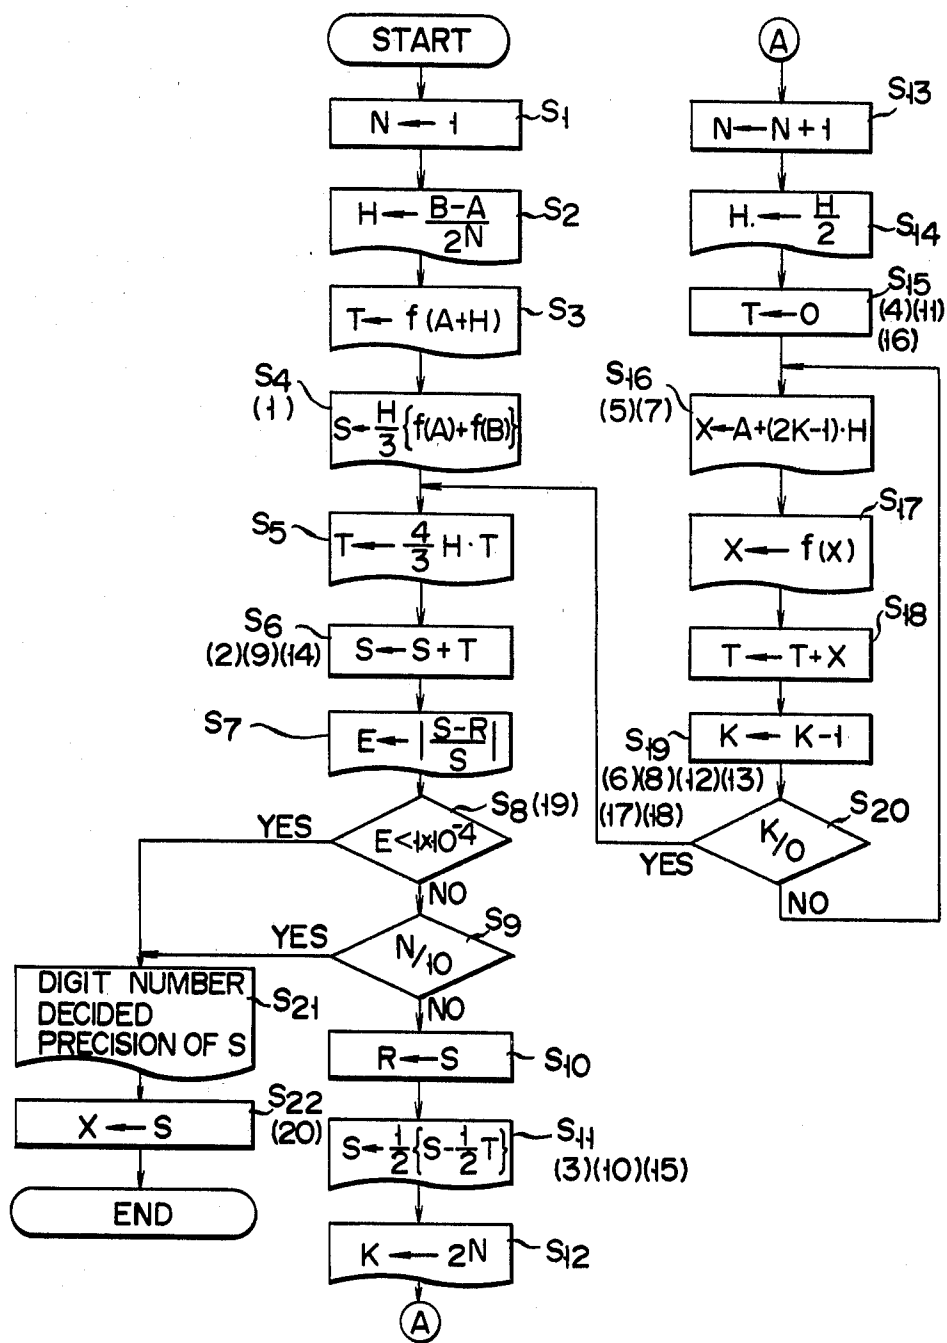 START
N ← 1
S1
H ← B-A / 2^N
S2
T ← f(A+H)
S3
S4
(1)
S ← H/3 {f(A)+f(B)}
S5
T ← 4/3 H · T
S6
(2)(9)(14)
S ← S + T
S7
E ← | S-R / S |
S8 (19)
E < 1×10^-4
YES
NO
S9
N/10
YES
NO
DIGIT NUMBER
DECIDED
PRECISION OF S
S21
X ← S
S22
(20)
END
R ← S
S10
S ← 1/2 {S - 1/2 T}
S11
(3)(10)(15)
K ← 2^N
S12
A
A
S13
N ← N + 1
H. ← H/2
S14
T ← 0
S15
(4)(11)
(16)
S16
(5)(7)
X ← A+(2K-1)·H
S17
X ← f(X)
S18
T ← T+X
S19
K ← K-1
(6)(8)(12)(13)
(17)(18)
S20
K/0
YES
NO